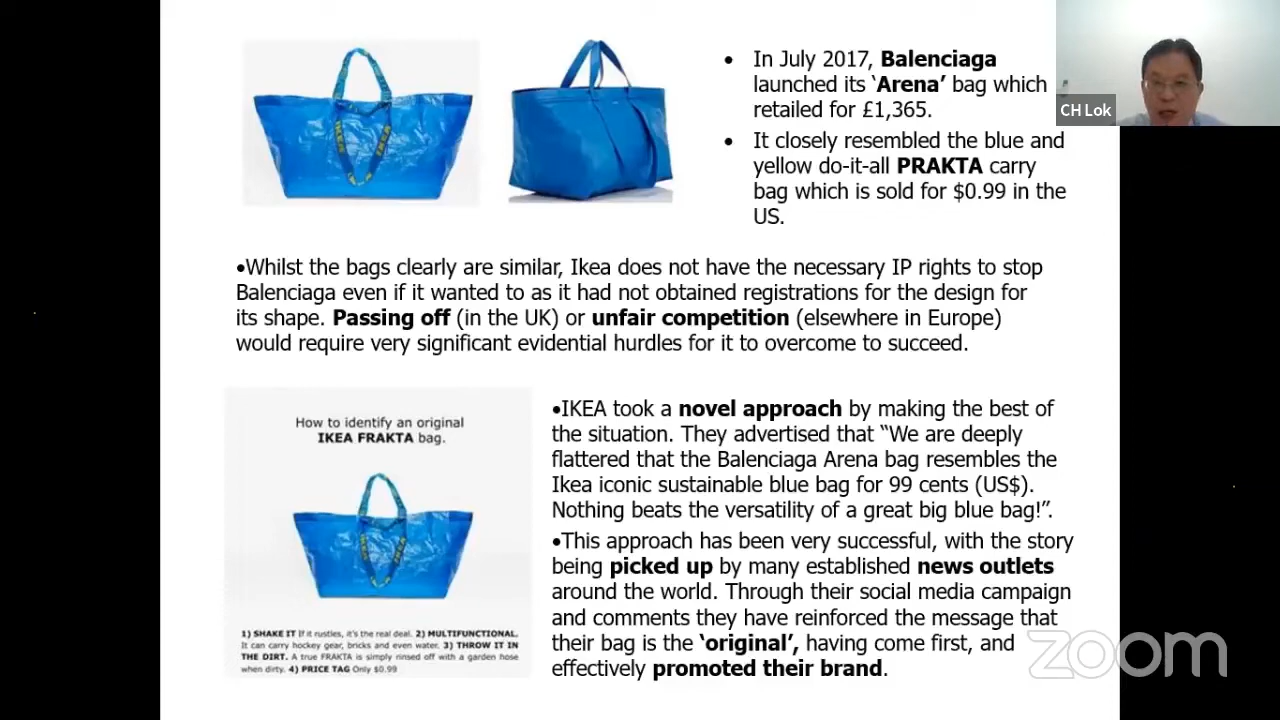 • In July 2017, Balenciaga
launched its ‘Arena’ bag which
retailed for £1,365.
• It closely resembled the blue and
yellow do-it-all PRAKTA carry
bag which is sold for $0.99 in the
US.
CH Lok
IKEA
IKEA
•Whilst the bags clearly are similar, Ikea does not have the necessary IP rights to stop
Balenciaga even if it wanted to as it had not obtained registrations for the design for
its shape. Passing off (in the UK) or unfair competition (elsewhere in Europe)
would require very significant evidential hurdles for it to overcome to succeed.
How to identify an original
IKEA FRAKTA bag.
IKEA
IKEA
1) SHAKE IT If it rustles, it's the real deal. 2) MULTIFUNCTIONAL.
It can carry hockey gear, bricks and even water. 3) THROW IT IN
THE DIRT. A true FRAKTA is simply rinsed off with a garden hose
when dirty. 4) PRICE TAG Only $0.99
•IKEA took a novel approach by making the best of
the situation. They advertised that “We are deeply
flattered that the Balenciaga Arena bag resembles the
Ikea iconic sustainable blue bag for 99 cents (US$).
Nothing beats the versatility of a great big blue bag!”.
•This approach has been very successful, with the story
being picked up by many established news outlets
around the world. Through their social media campaign
and comments they have reinforced the message that
their bag is the ‘original’, having come first, and
effectively promoted their brand.
zoom